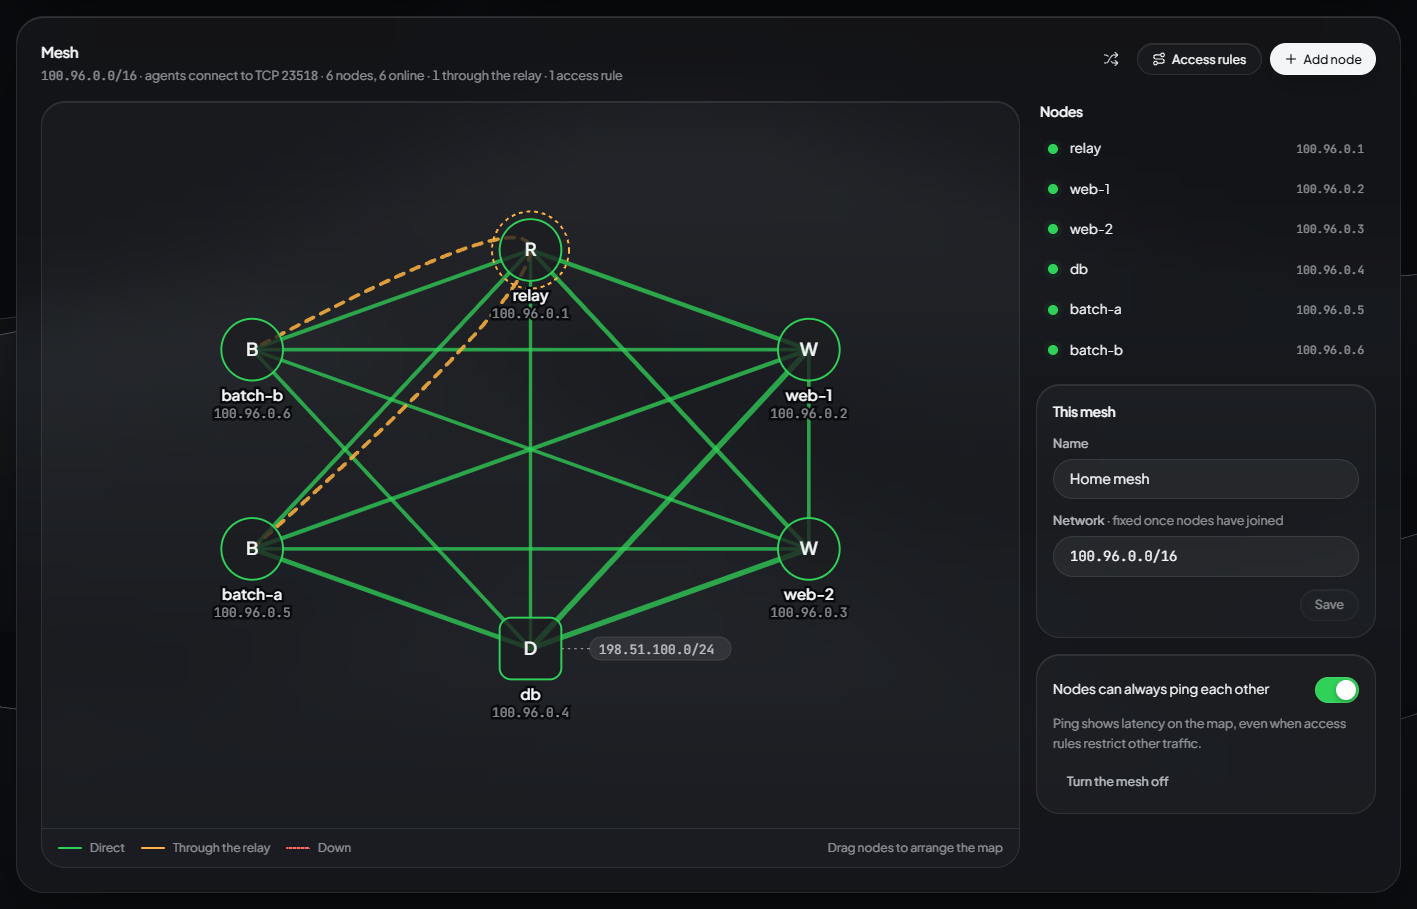 Mesh
100.96.0.0/16 · agents connect to TCP 23518 · 6 nodes, 6 online · 1 through the relay · 1 access rule
Access rules
Add node
R
relay
100.96.0.1
B
batch-b
100.96.0.6
W
web-1
100.96.0.2
B
batch-a
100.96.0.5
W
web-2
100.96.0.3
D
198.51.100.0/24
db
100.96.0.4
Direct
Through the relay
Down
Drag nodes to arrange the map
Nodes
relay 100.96.0.1
web-1 100.96.0.2
web-2 100.96.0.3
db 100.96.0.4
batch-a 100.96.0.5
batch-b 100.96.0.6
This mesh
Name
Home mesh
Network · fixed once nodes have joined
100.96.0.0/16
Save
Nodes can always ping each other
Ping shows latency on the map, even when access
rules restrict other traffic.
Turn the mesh off